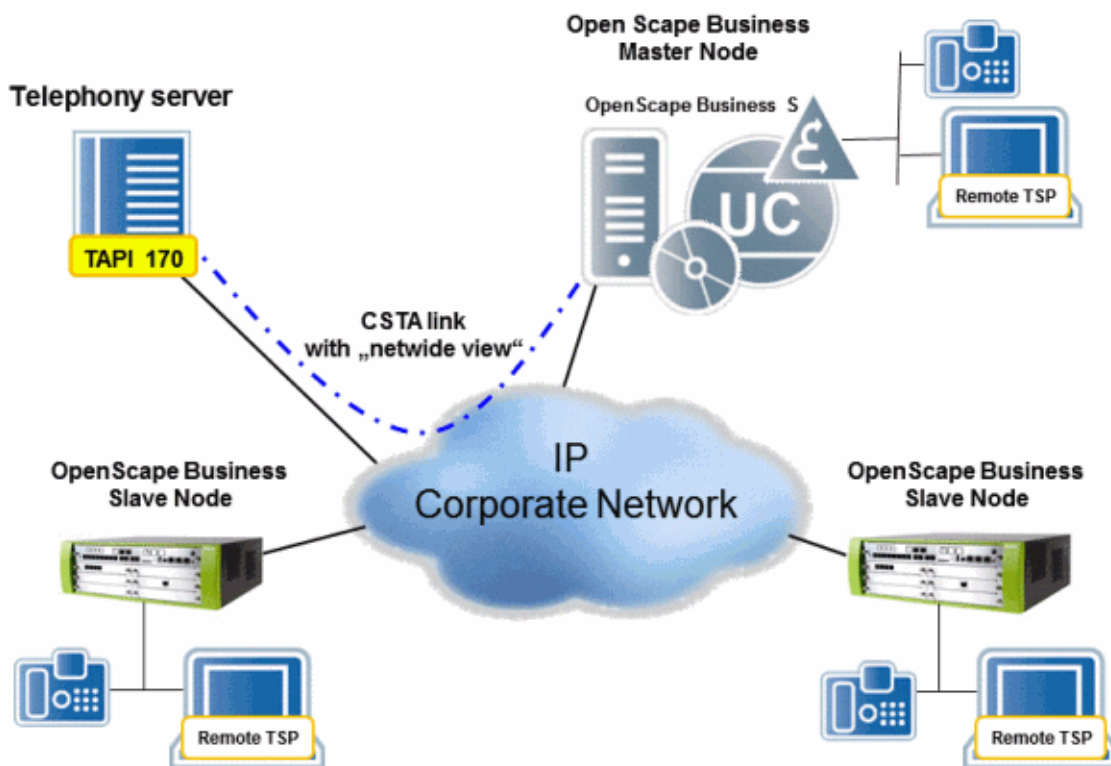 Open Scape Business
Master Node
Telephony server
OpenScape Business S
UC
Remote TSP
TAPI 170
CSTA link
with „netwide view“
IP
Corporate Network
OpenScape Business
Slave Node
OpenScape Business
Slave Node
Remote TSP
Remote TSP